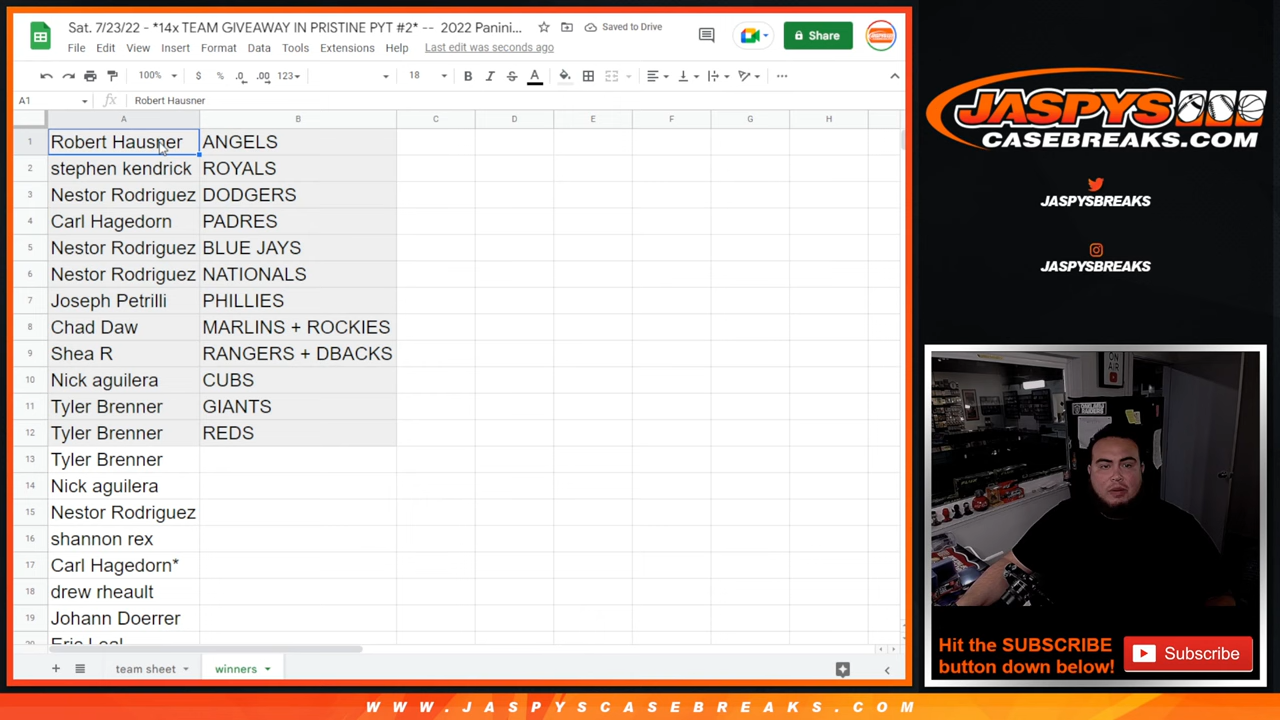 Sat. 7/23/22 - *14x TEAM GIVEAWAY IN PRISTINE PYT #2* -- 2022 Panini...
Saved to Drive
File Edit View Insert Format Data Tools Extensions Help Last edit was seconds ago
Share
100% $ % .0 .00 123 18 B I S A
A1 fx Robert Hausner
A B C D E F G H
1 Robert Hausner ANGELS
2 stephen kendrick ROYALS
3 Nestor Rodriguez DODGERS
4 Carl Hagedorn PADRES
5 Nestor Rodriguez BLUE JAYS
6 Nestor Rodriguez NATIONALS
7 Joseph Petrilli PHILLIES
8 Chad Daw MARLINS + ROCKIES
9 Shea R RANGERS + DBACKS
10 Nick aguilera CUBS
11 Tyler Brenner GIANTS
12 Tyler Brenner REDS
13 Tyler Brenner
14 Nick aguilera
15 Nestor Rodriguez
16 shannon rex
17 Carl Hagedorn*
18 drew rheault
19 Johann Doerrer
20 Eric Leal
team sheet winners
JASPYS
CASEBREAKS.COM
JASPYSBREAKS
JASPYSBREAKS
ON AIR
Hit the SUBSCRIBE
button down below!
Subscribe
WWW.JASPYSCASEBREAKS.COM